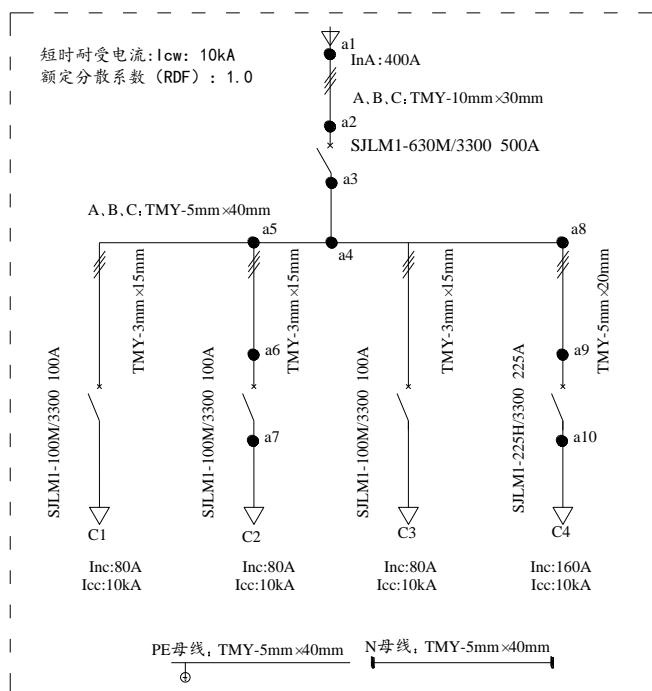 短时耐受电流:Icw: 10kA
额定分散系数（RDF）: 1.0
a1
InA:400A
A、B、C:TMY-10mm×30mm
a2
SJLM1-630M/3300 500A
a3
A、B、C:TMY-5mm×40mm
a5
a4
a8
TMY-3mm×15mm
TMY-3mm×15mm
TMY-3mm×15mm
TMY-5mm×20mm
a6
a9
SJLM1-100M/3300 100A
SJLM1-100M/3300 100A
SJLM1-100M/3300 100A
SJLM1-225H/3300 225A
a7
a10
C1
C2
C3
C4
Inc:80A
Icc:10kA
Inc:80A
Icc:10kA
Inc:80A
Icc:10kA
Inc:160A
Icc:10kA
PE母线: TMY-5mm×40mm
N母线: TMY-5mm×40mm